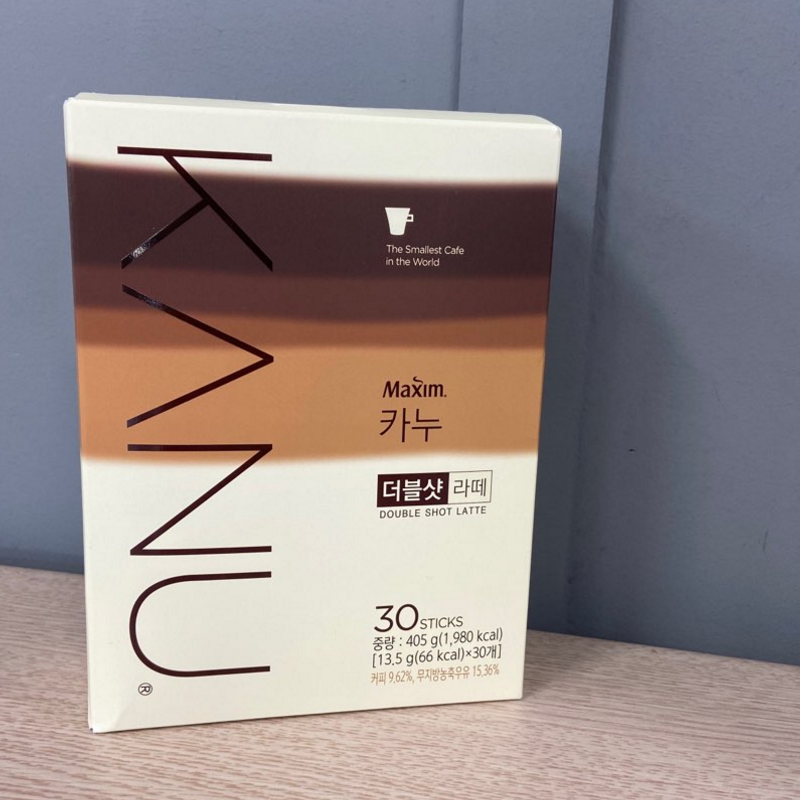 KANU®
The Smallest Cafe
in the World
Maxim.
카누
더블샷 라떼
DOUBLE SHOT LATTE
30 STICKS
중량 : 405 g(1,980 kcal)
[13.5 g(66 kcal)×30개]
커피 9.62%, 무지방농축우유 15.36%